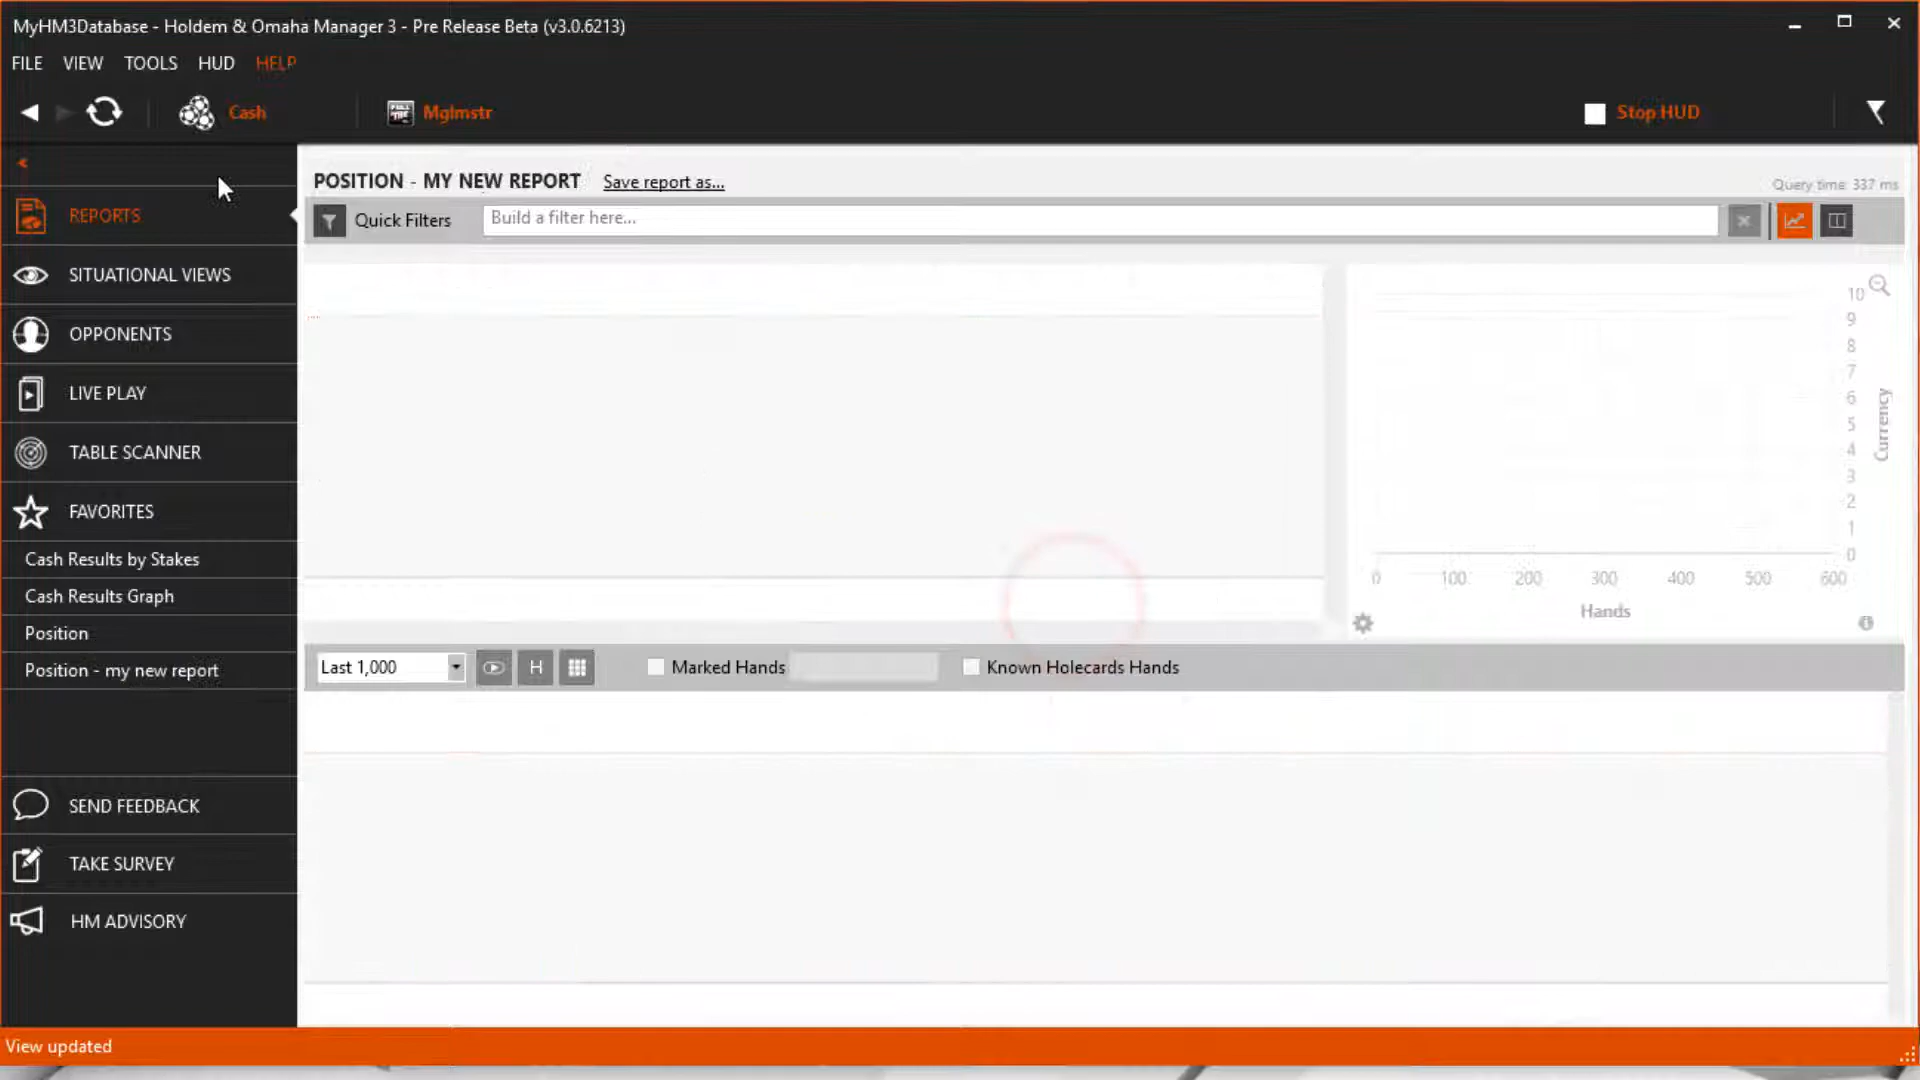 MyHM3Database - Holdem & Omaha Manager 3 - Pre Release Beta (v3.0.6213)
FILE VIEW TOOLS HUD HELP
Cash
Mglmstr
Stop HUD
<
REPORTS
SITUATIONAL VIEWS
OPPONENTS
LIVE PLAY
TABLE SCANNER
FAVORITES
Cash Results by Stakes
Cash Results Graph
Position
Position - my new report
SEND FEEDBACK
TAKE SURVEY
HM ADVISORY
POSITION - MY NEW REPORT Save report as...
Query time: 337 ms
Quick Filters
Build a filter here...
10
9
8
7
6
5
4
3
2
1
0
Currency
0 100 200 300 400 500 600
Hands
Last 1,000
H
Marked Hands
Known Holecards Hands
View updated